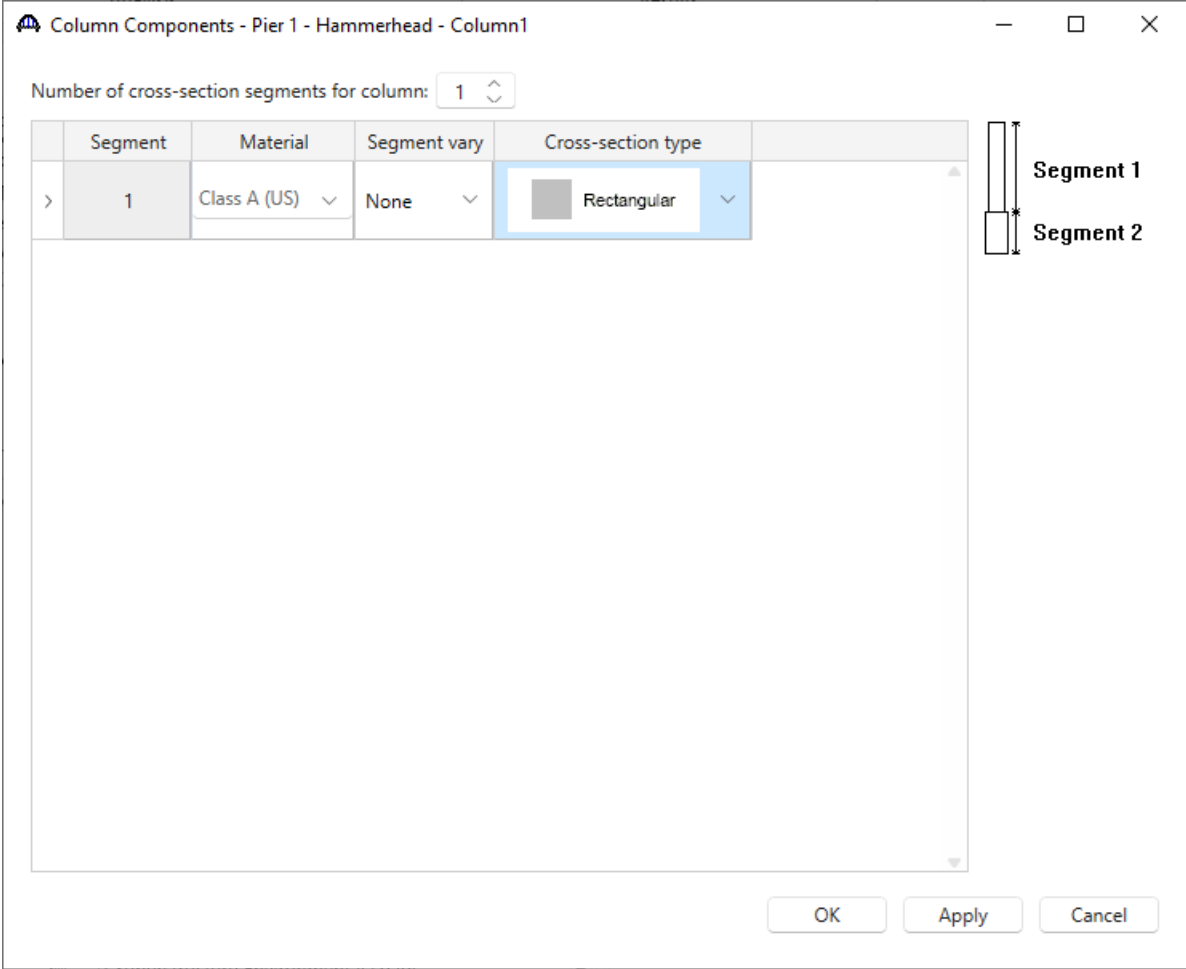 Column Components - Pier 1 - Hammerhead - Column1
Number of cross-section segments for column: 1
Segment Material Segment vary Cross-section type
1 Class A (US) None Rectangular
Segment 1
Segment 2
OK Apply Cancel